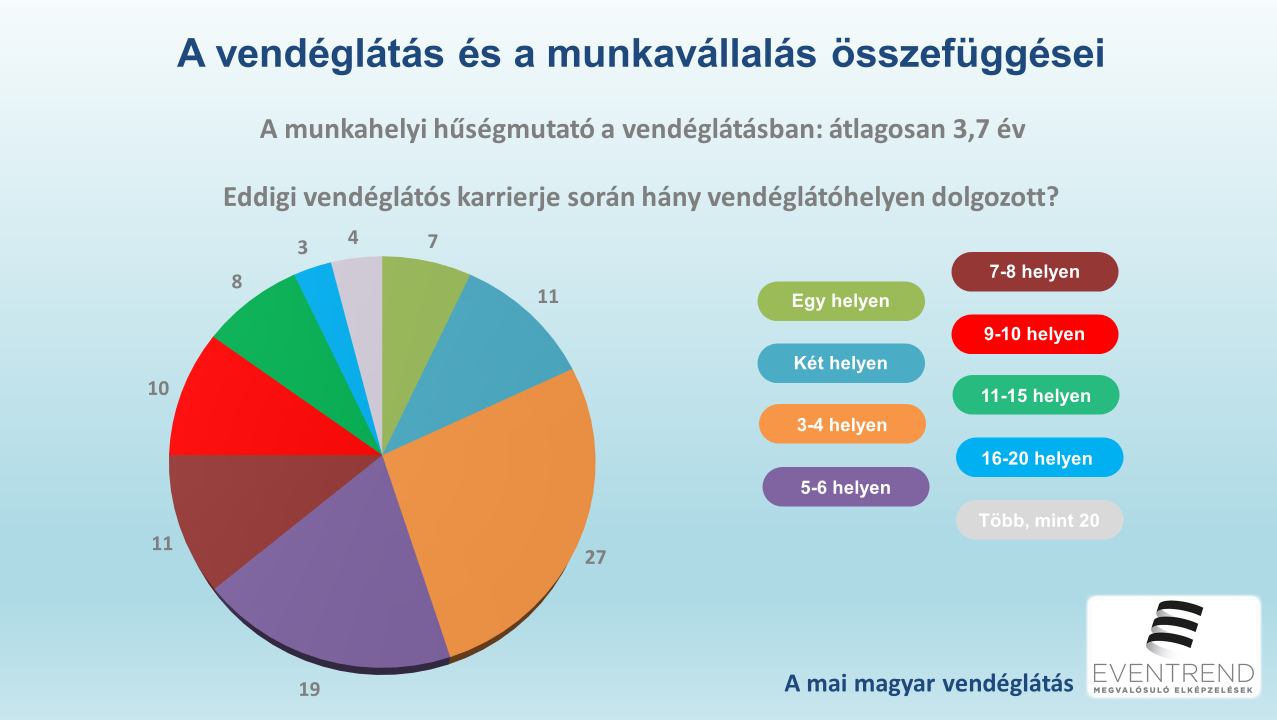 A vendéglátás és a munkavállalás összefüggései
A munkahelyi hűségmutató a vendéglátásban: átlagosan 3,7 év
Eddigi vendéglátós karrierje során hány vendéglátóhelyen dolgozott?
7
11
27
19
11
10
8
3
4
Egy helyen
Két helyen
3-4 helyen
5-6 helyen
7-8 helyen
9-10 helyen
11-15 helyen
16-20 helyen
Több, mint 20
A mai magyar vendéglátás
EVENTREND
MEGVALÓSULÓ ELKÉPZELÉSEK